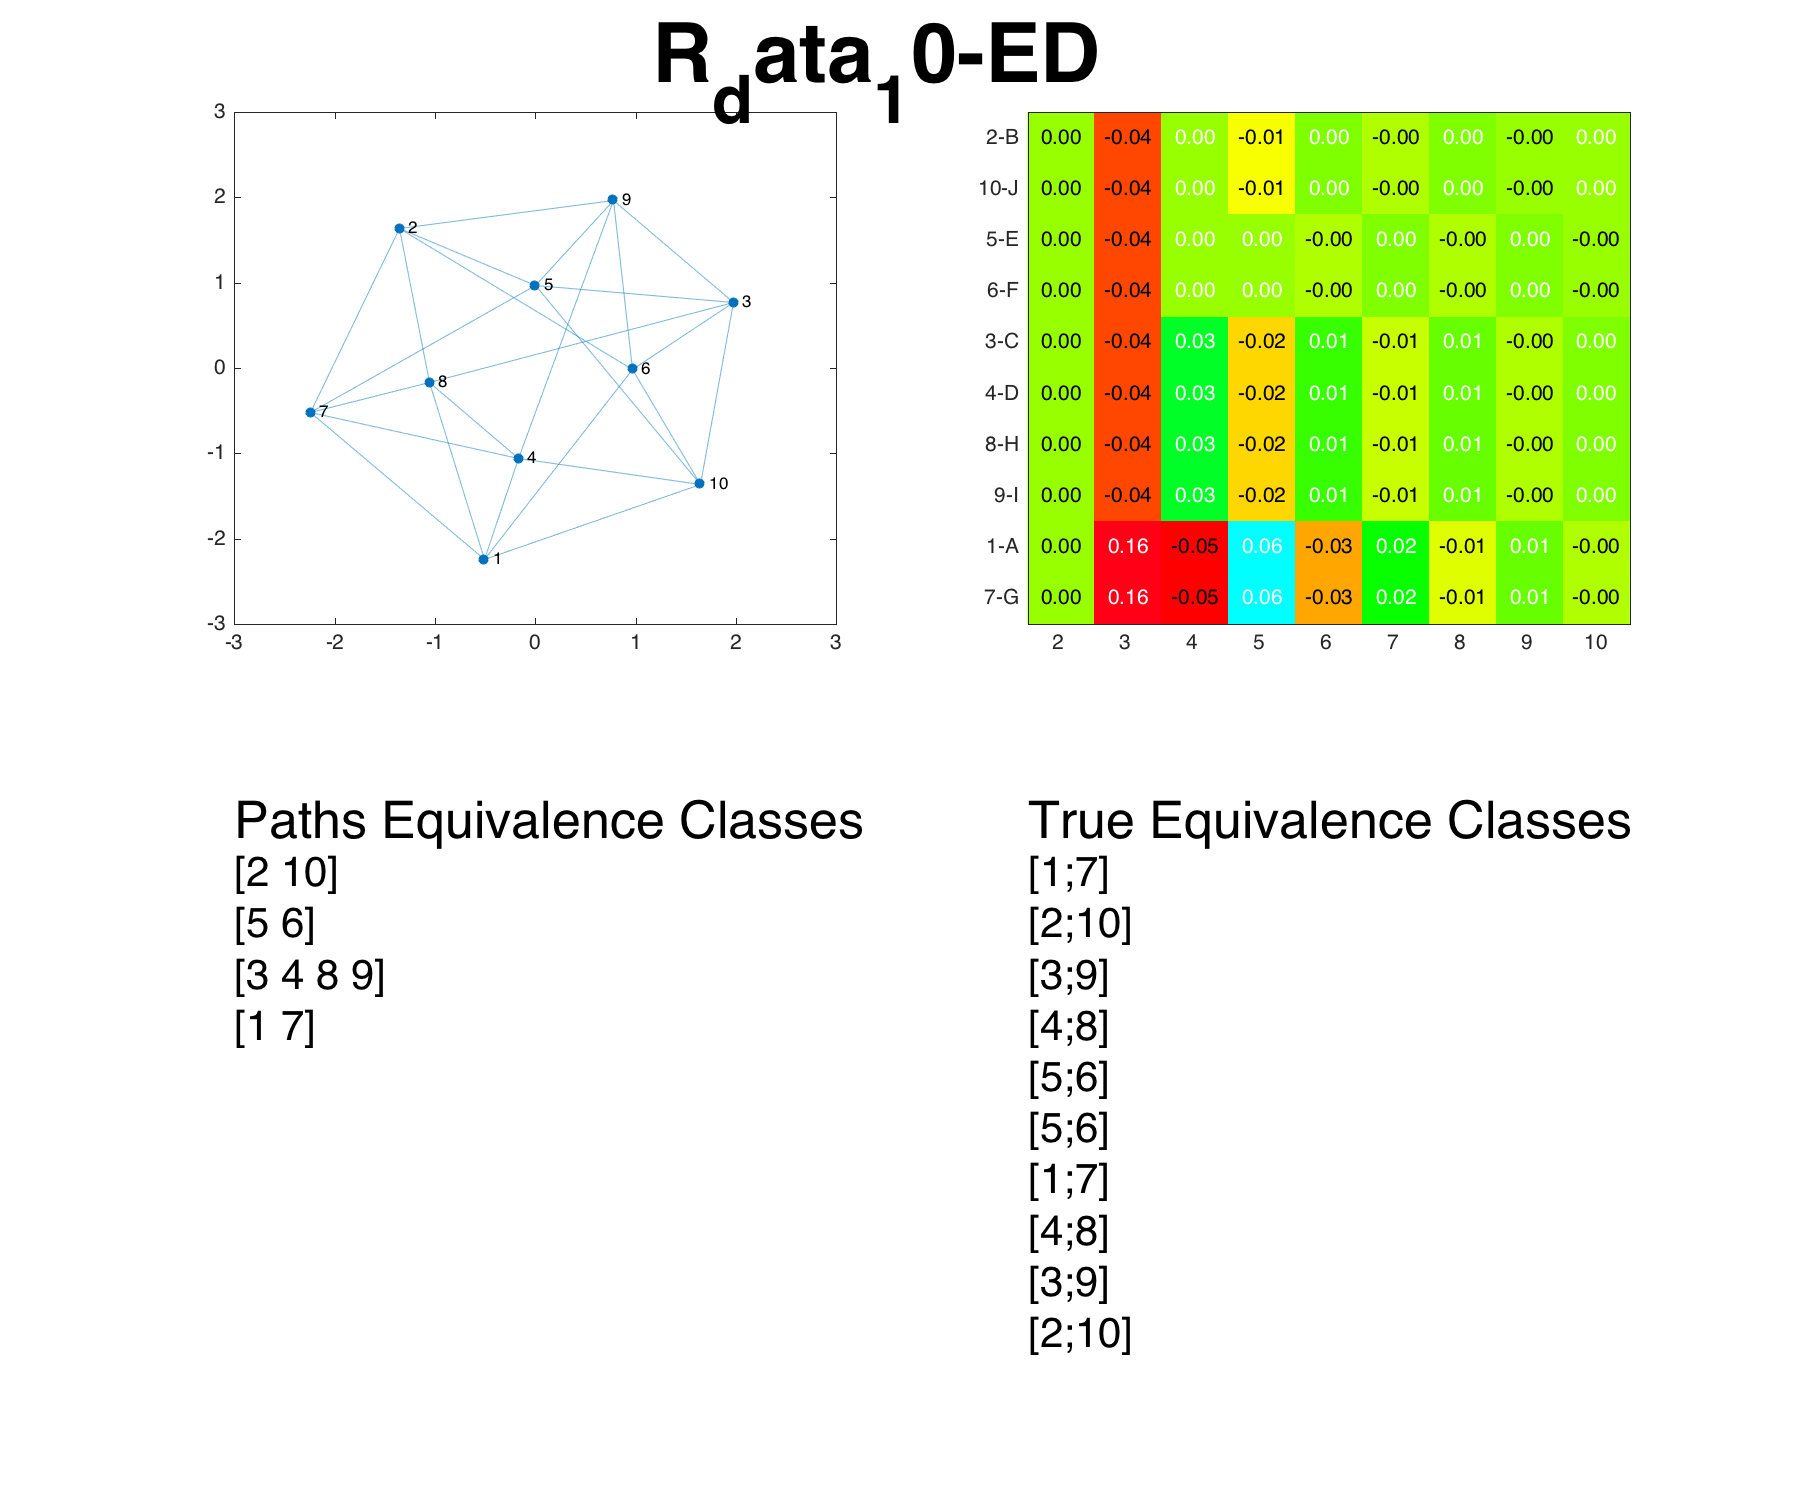 R_data_10-ED
3
2
1
0
-1
-2
-3
-3 -2 -1 0 1 2 3
9
2
5
3
6
8
7
4
10
1
2-B 0.00 -0.04 0.00 -0.01 0.00 -0.00 0.00 -0.00 0.00
10-J 0.00 -0.04 0.00 -0.01 0.00 -0.00 0.00 -0.00 0.00
5-E 0.00 -0.04 0.00 0.00 -0.00 0.00 -0.00 0.00 -0.00
6-F 0.00 -0.04 0.00 0.00 -0.00 0.00 -0.00 0.00 -0.00
3-C 0.00 -0.04 0.03 -0.02 0.01 -0.01 0.01 -0.00 0.00
4-D 0.00 -0.04 0.03 -0.02 0.01 -0.01 0.01 -0.00 0.00
8-H 0.00 -0.04 0.03 -0.02 0.01 -0.01 0.01 -0.00 0.00
9-I 0.00 -0.04 0.03 -0.02 0.01 -0.01 0.01 -0.00 0.00
1-A 0.00 0.16 -0.05 0.06 -0.03 0.02 -0.01 0.01 -0.00
7-G 0.00 0.16 -0.05 0.06 -0.03 0.02 -0.01 0.01 -0.00
2 3 4 5 6 7 8 9 10
Paths Equivalence Classes
[2 10]
[5 6]
[3 4 8 9]
[1 7]
True Equivalence Classes
[1;7]
[2;10]
[3;9]
[4;8]
[5;6]
[5;6]
[1;7]
[4;8]
[3;9]
[2;10]